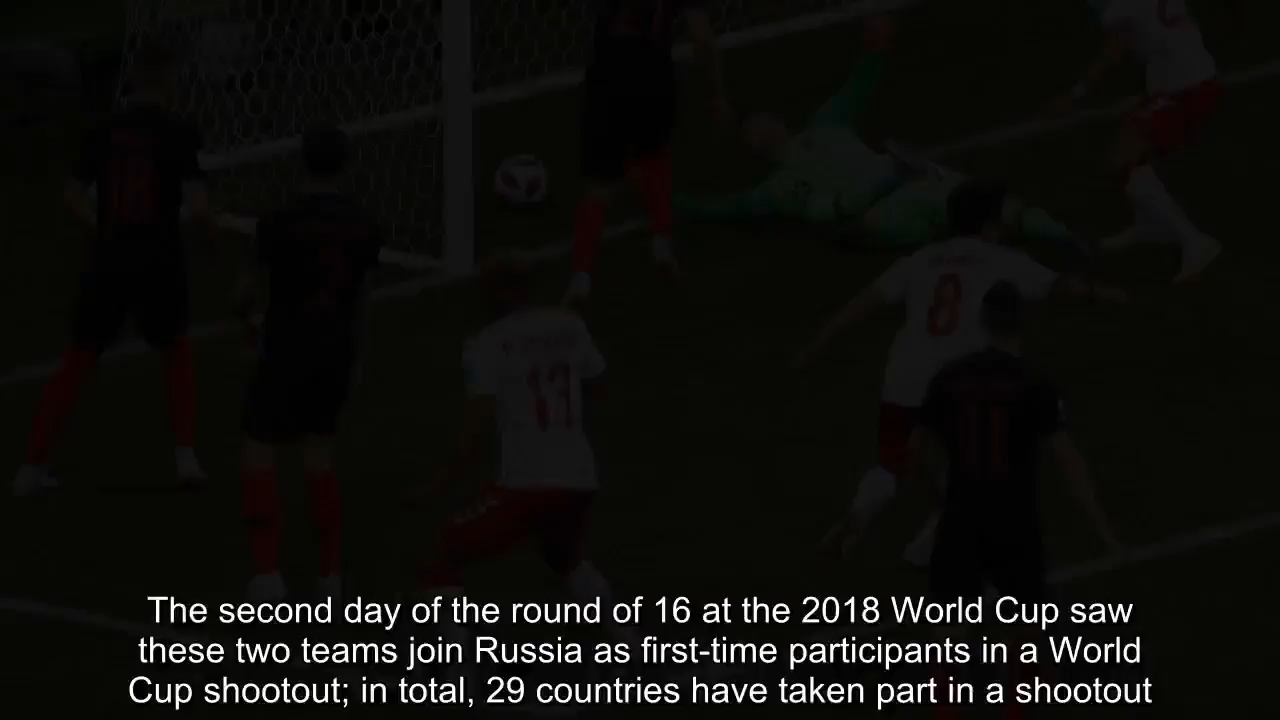 8
The second day of the round of 16 at the 2018 World Cup saw
these two teams join Russia as first-time participants in a World
Cup shootout; in total, 29 countries have taken part in a shootout